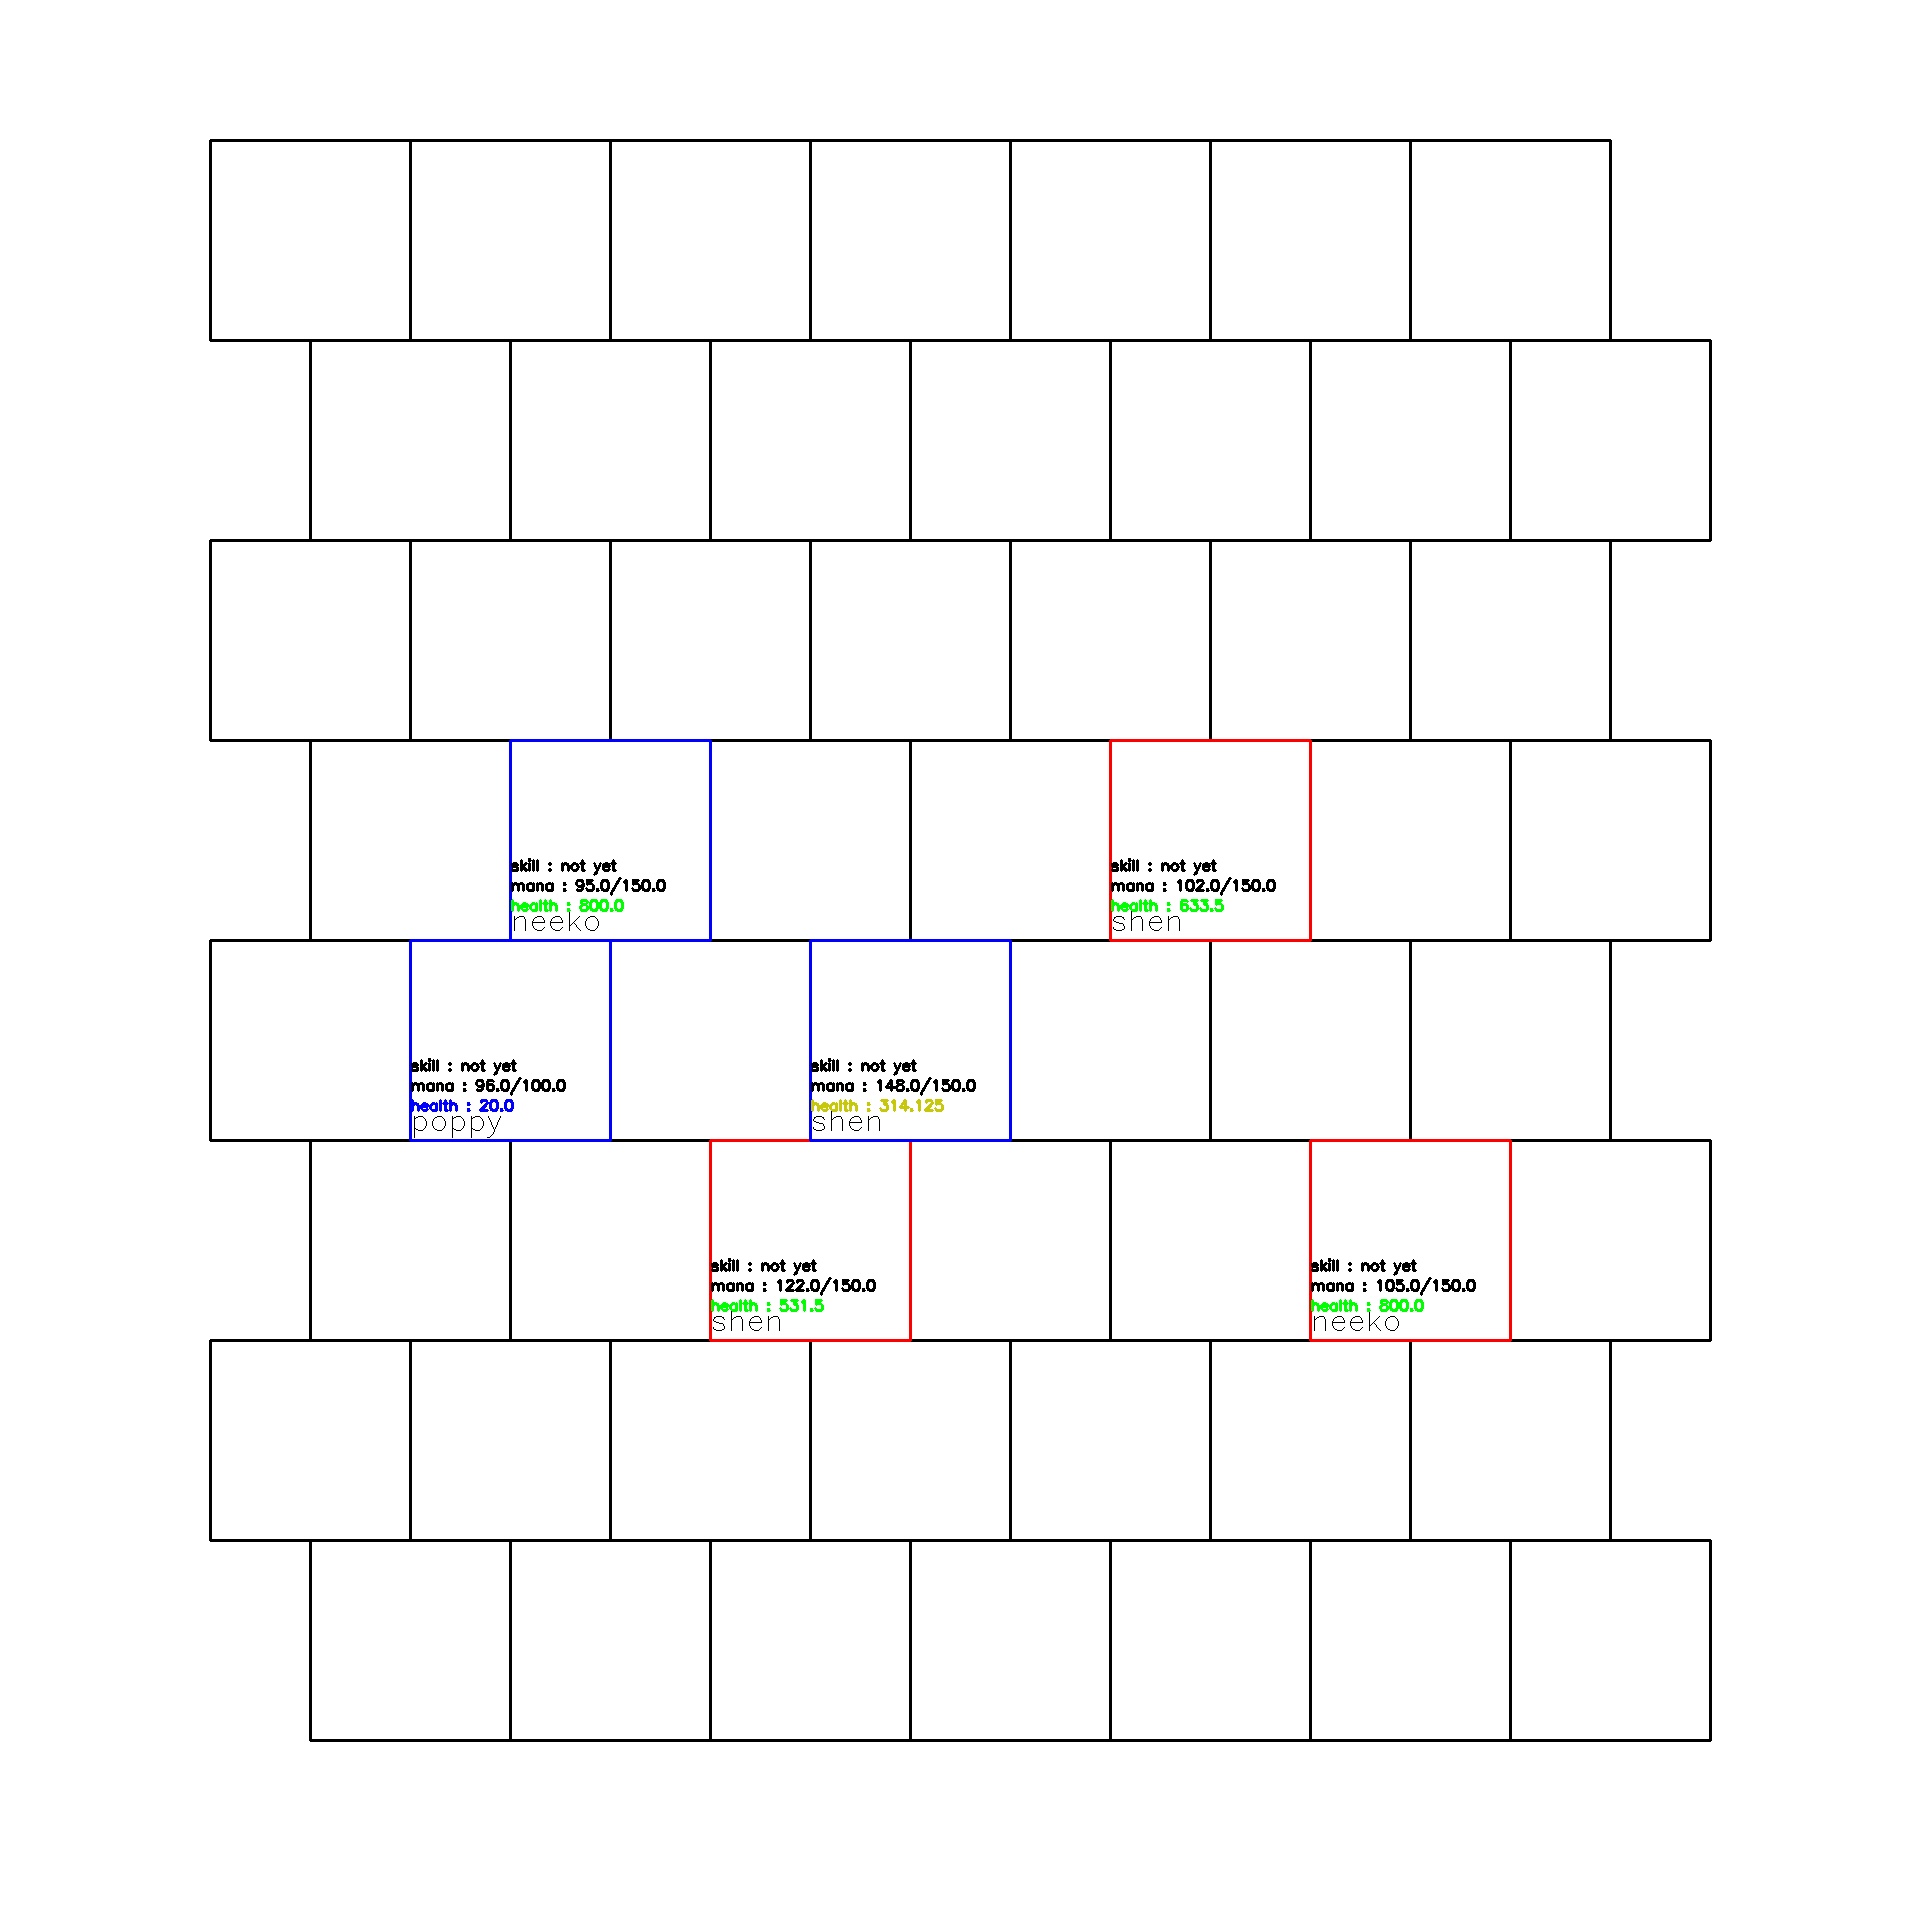 skill : not yet
mana : 95.0/150.0
health : 800.0
neeko
skill : not yet
mana : 102.0/150.0
health : 633.5
shen
skill : not yet
mana : 96.0/100.0
health : 20.0
poppy
skill : not yet
mana : 148.0/150.0
health : 314.125
shen
skill : not yet
mana : 122.0/150.0
health : 531.5
shen
skill : not yet
mana : 105.0/150.0
health : 800.0
neeko